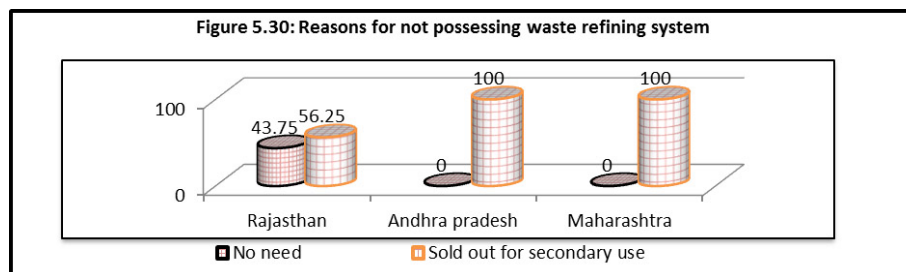 Figure 5.30: Reasons for not possessing waste refining system
100 100
100
56.25
43.75
0 0
0
Rajasthan Andhra pradesh Maharashtra
No need Sold out for secondary use